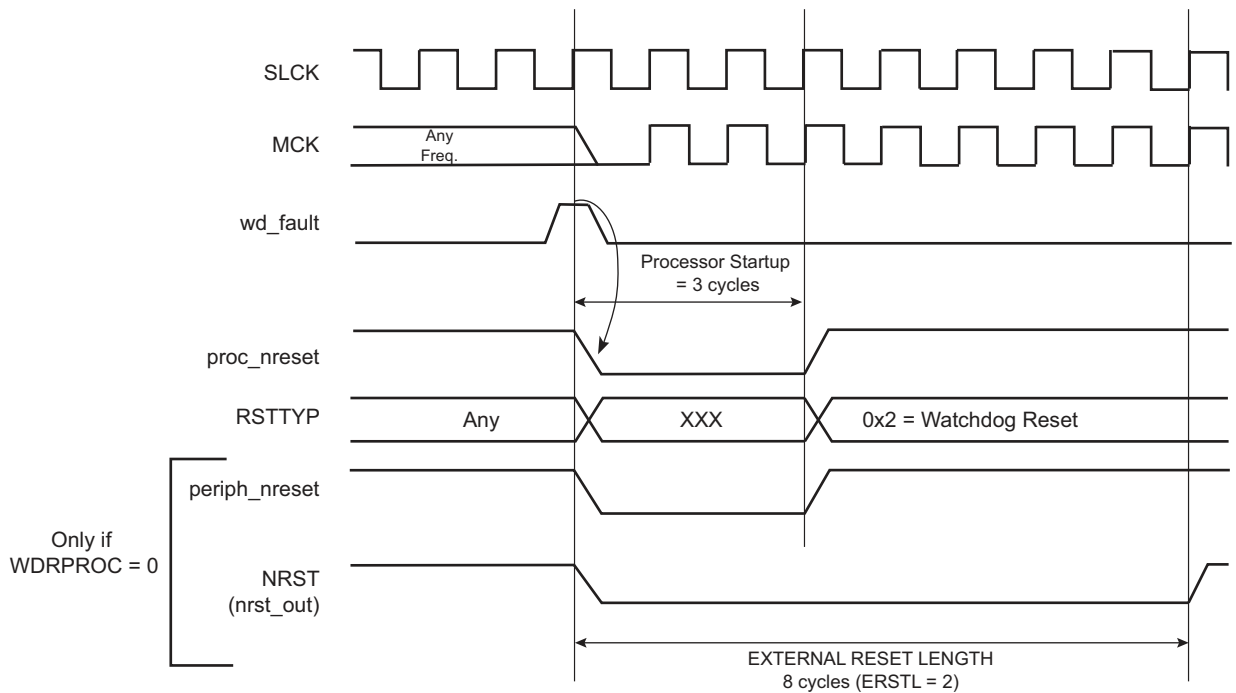 SLCK
MCK
Any
Freq.
wd_fault
Processor Startup
= 3 cycles
proc_nreset
RSTTYP
Any
XXX
0x2 = Watchdog Reset
periph_nreset
Only if
WDRPROC = 0
NRST
(nrst_out)
EXTERNAL RESET LENGTH
8 cycles (ERSTL = 2)